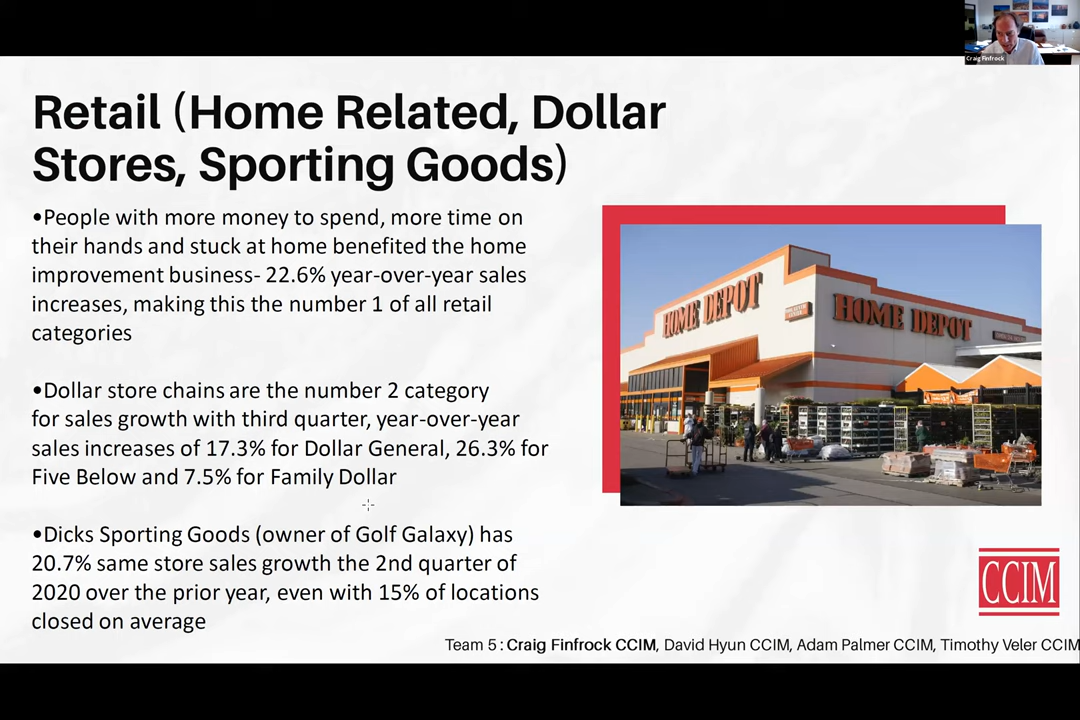 Craig Finfrock
Retail (Home Related, Dollar
Stores, Sporting Goods)
•People with more money to spend, more time on
their hands and stuck at home benefited the home
improvement business- 22.6% year-over-year sales
increases, making this the number 1 of all retail
categories
•Dollar store chains are the number 2 category
for sales growth with third quarter, year-over-year
sales increases of 17.3% for Dollar General, 26.3% for
Five Below and 7.5% for Family Dollar
•Dicks Sporting Goods (owner of Golf Galaxy) has
20.7% same store sales growth the 2nd quarter of
2020 over the prior year, even with 15% of locations
closed on average
HOME DEPOT
HOME DEPOT
CCIM
Team 5 : Craig Finfrock CCIM, David Hyun CCIM, Adam Palmer CCIM, Timothy Veler CCIM